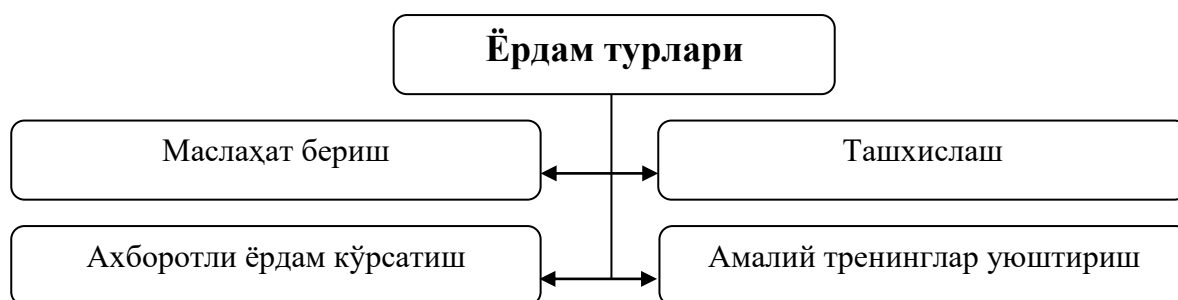 Ёрдам турлари
Маслаҳат бериш
Ташхислаш
Ахборотли ёрдам кўрсатиш
Амалий тренинглар уюштириш